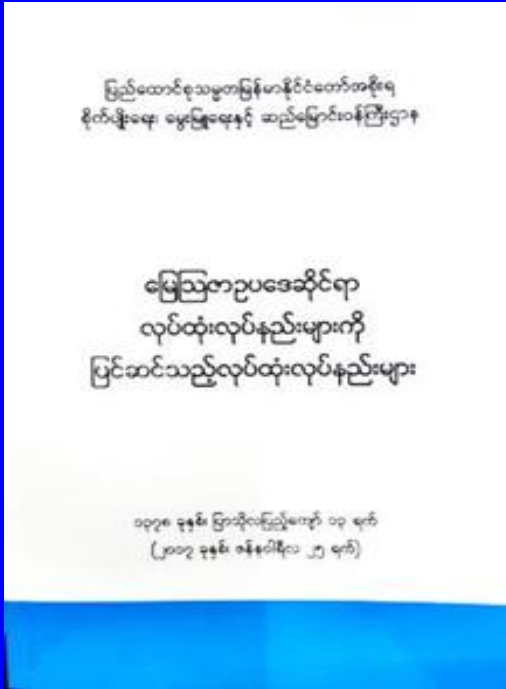 ပြည်ထောင်စုသမ္မတမြန်မာနိုင်ငံတော်အစိုးရ
စိုက်ပျိုးရေး၊ မွေးမြူရေးနှင့် ဆည်မြောင်းဝန်ကြီးဌာန
မြေသြဇာဥပဒေဆိုင်ရာ
လုပ်ထုံးလုပ်နည်းများကို
ပြင်ဆင်သည့်လုပ်ထုံးလုပ်နည်းများ
၁၃၇၈ ခုနှစ်၊ ပြာသိုလပြည့်ကျော် ၁၃ ရက်
(၂၀၁၇ ခုနှစ်၊ ဇန်နဝါရီလ ၂၅ ရက်)